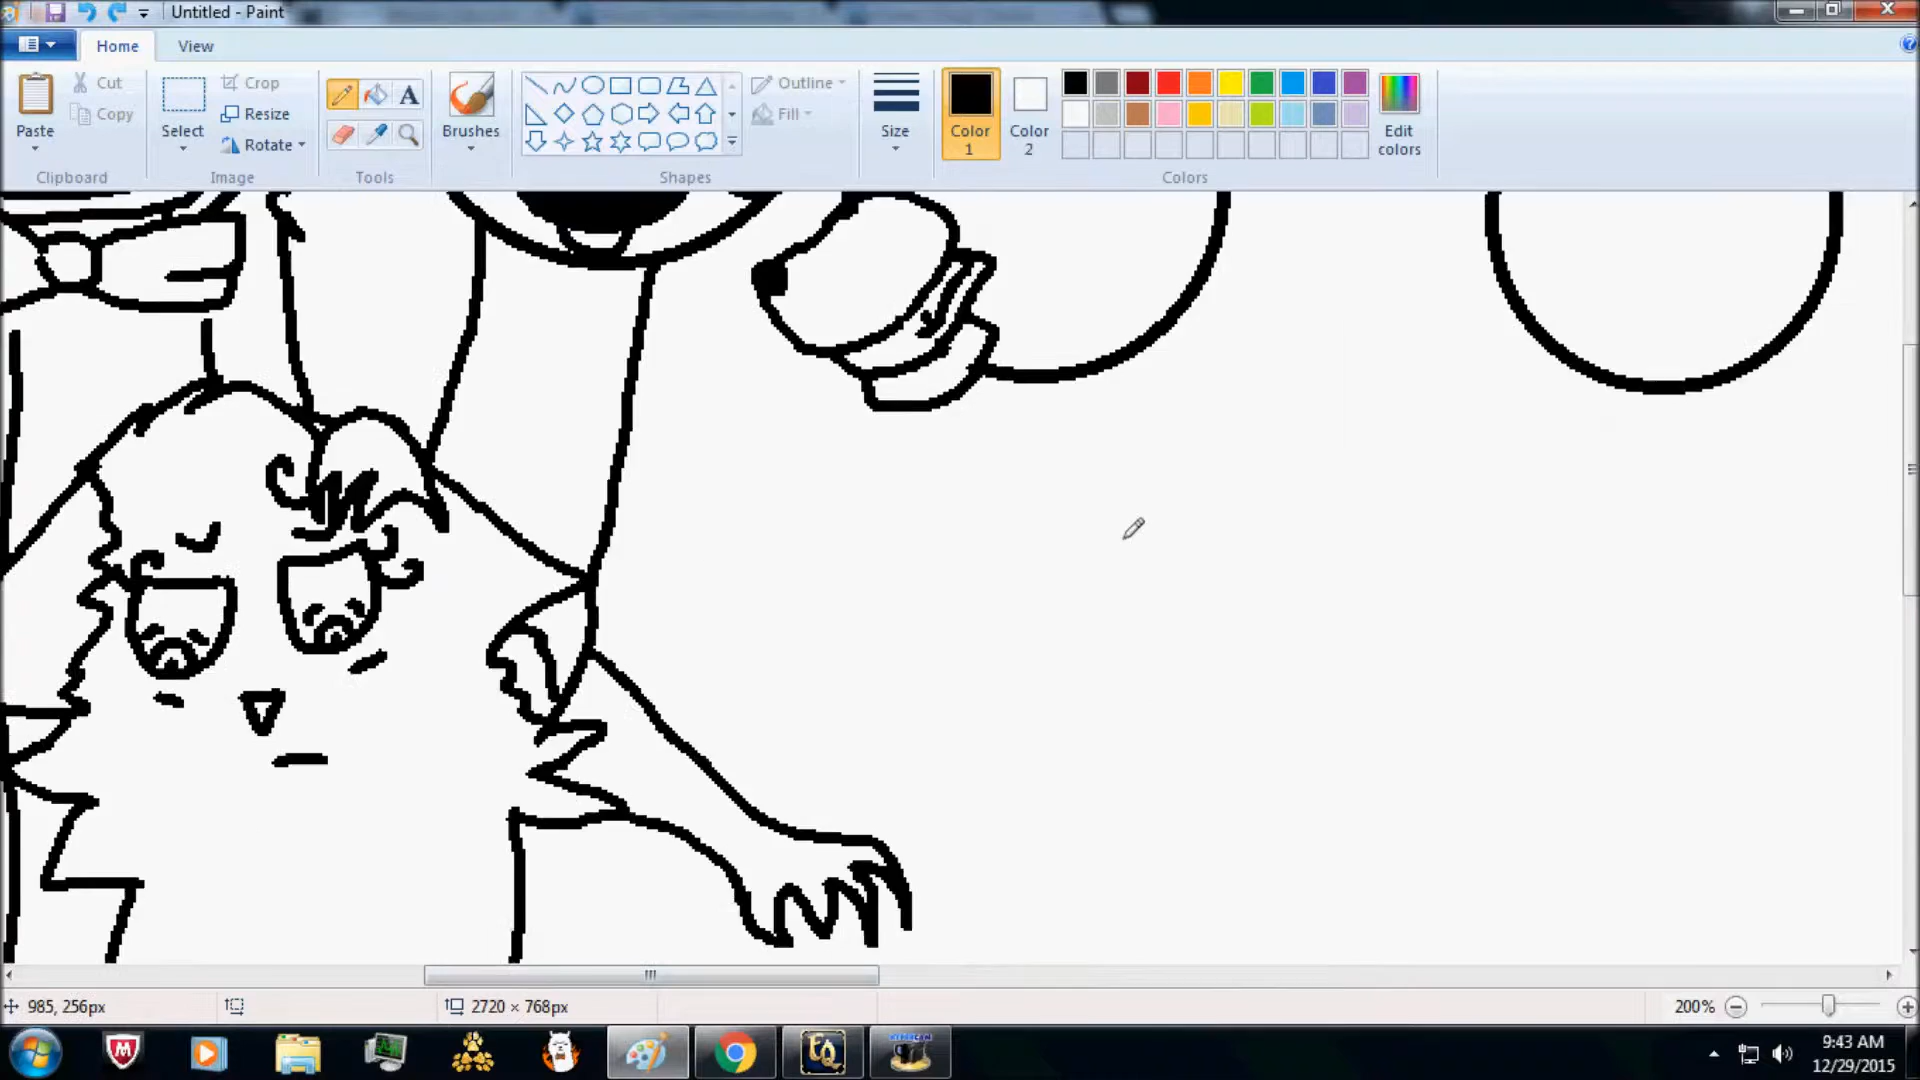 Untitled - Paint
Home View
Paste
Cut
Copy
Clipboard
Select
Crop
Resize
Rotate
Image
A
Tools
Brushes
Outline
Fill
Shapes
Size
Color 1
Color 2
Edit colors
Colors
985, 256px
2720 × 768px
200%
EQ
9:43 AM
12/29/2015